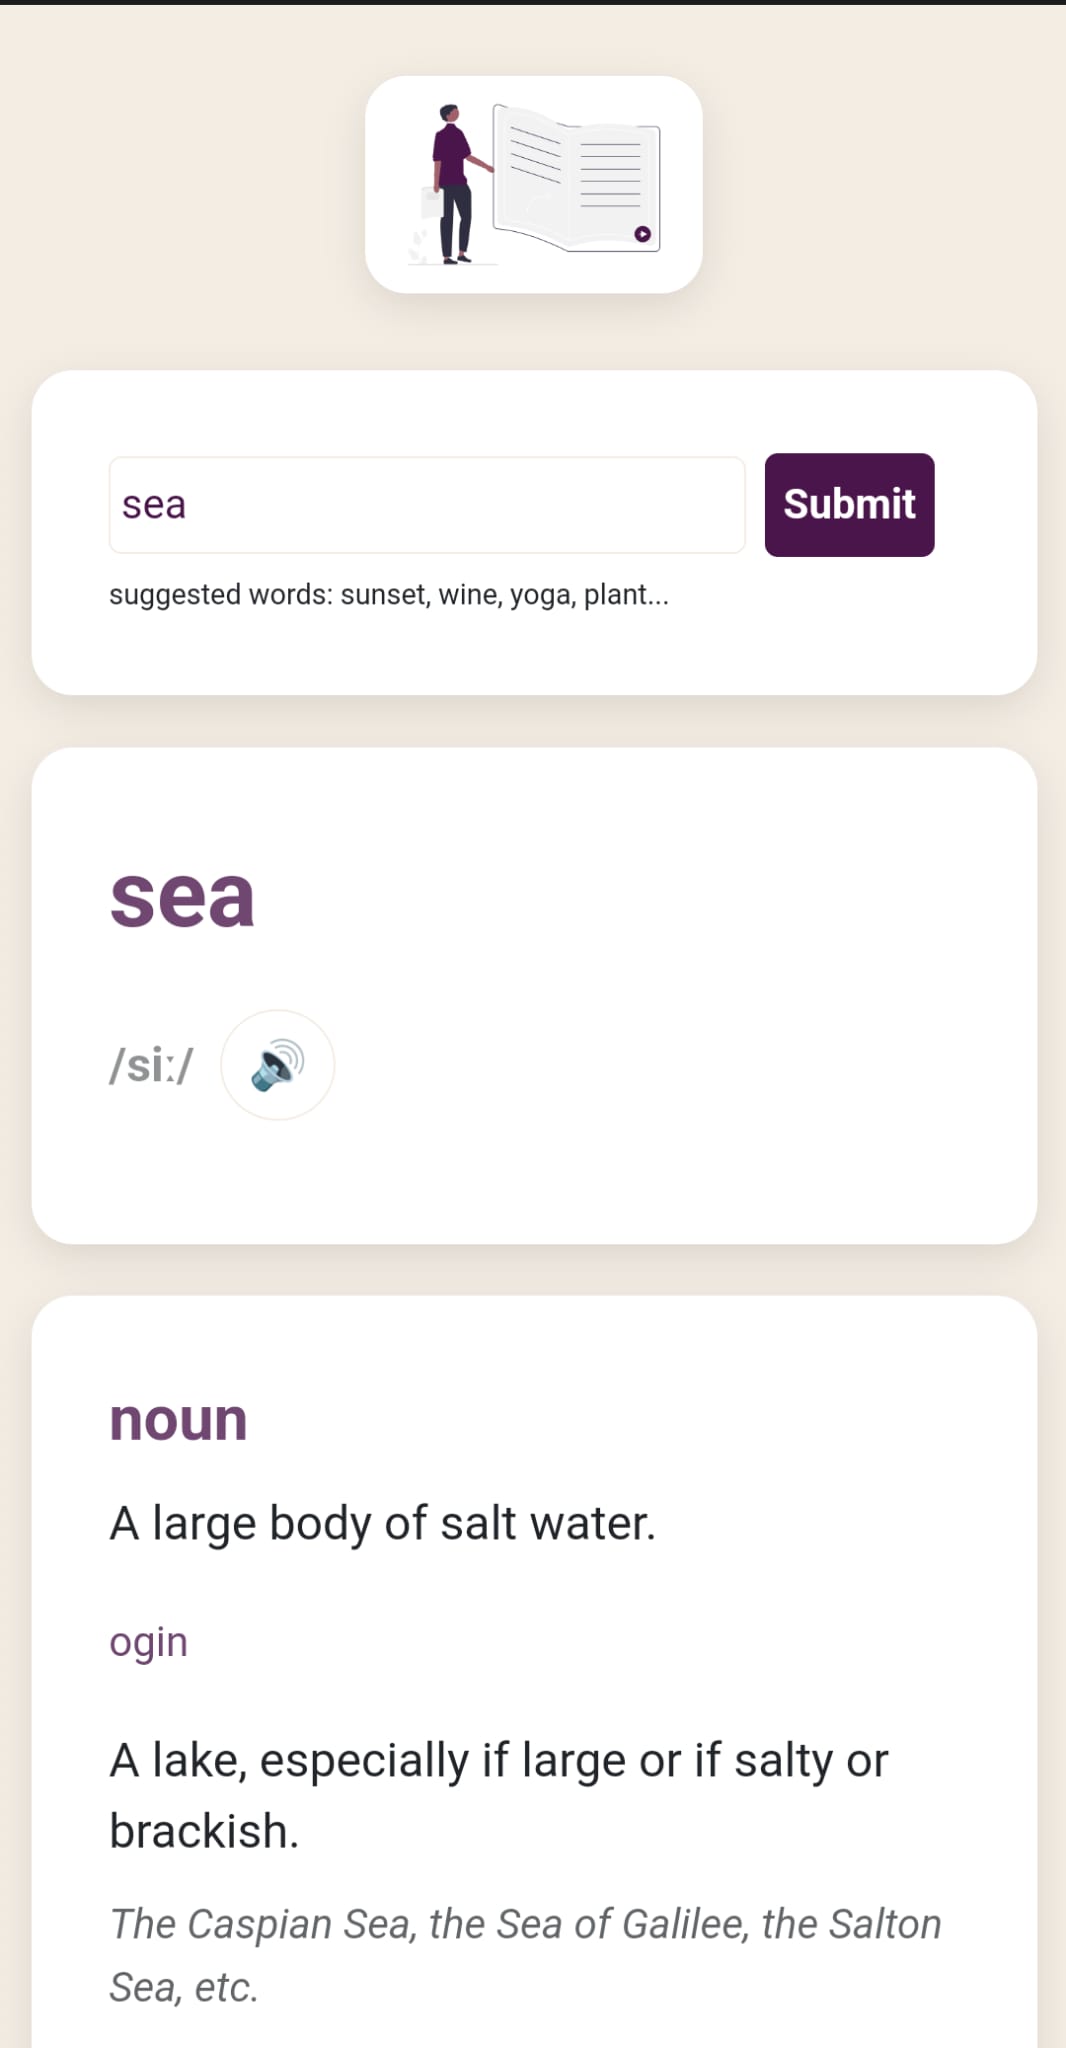 sea
Submit
suggested words: sunset, wine, yoga, plant...
sea
/siː/
noun
A large body of salt water.
ogin
A lake, especially if large or if salty or
brackish.
The Caspian Sea, the Sea of Galilee, the Salton
Sea, etc.